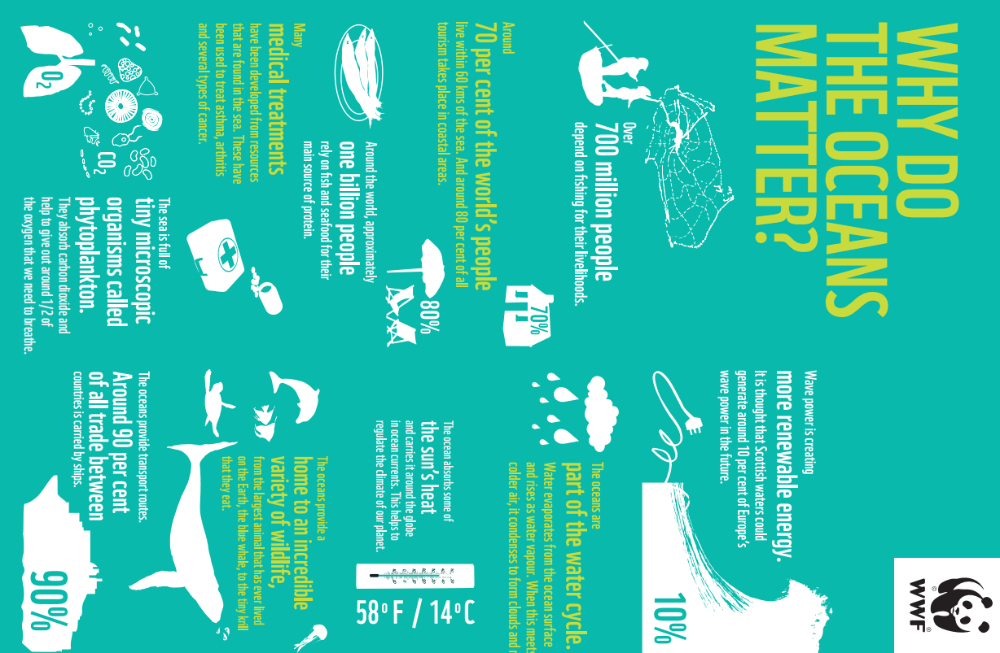 WHY DO
THE OCEANS
MATTER?
WWF
Over
700 million people
depend on fishing for their livelihoods.
Wave power is creating
more renewable energy.
It is thought that Scottish waters could
generate around 10 per cent of Europe's
wave power in the future.
10%
Around
70 per cent of the world's people
live within 60 kms of the sea. And around 80 per cent of all
tourism takes place in coastal areas.
70%
80%
The oceans are
part of the water cycle.
Water evaporates from the ocean surface
and rises as water vapour. When this meets
colder air, it condenses to form clouds and
Around the world, approximately
one billion people
rely on fish and seafood for their
main source of protein.
The ocean absorbs some of
the sun's heat
and carries it around the globe
in ocean currents. This helps to
regulate the climate of our planet.
58°F / 14°C
Many
medical treatments
have been developed from resources
that are found in the sea. These have
been used to treat asthma, arthritis
and several types of cancer.
The oceans provide a
home to an incredible
variety of wildlife,
from the largest animal that has ever lived
on the Earth, the blue whale, to the tiny krill
that they eat.
The sea is full of
tiny microscopic
organisms called
phytoplankton.
They absorb carbon dioxide and
help to give out around 1/2 of
the oxygen that we need to breathe.
O2
CO2
The oceans provide transport routes.
Around 90 per cent
of all trade between
countries is carried by ships.
90%